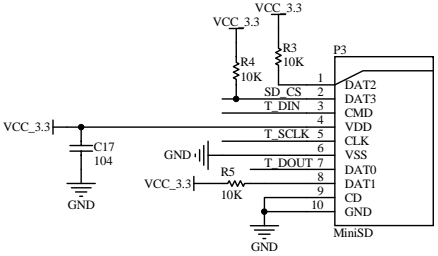 VCC_3.3
VCC_3.3
R3
10K
P3
R4
10K
1
DAT2
SD_CS
2
DAT3
T_DIN
3
CMD
VCC_3.3
4
VDD
T_SCLK
5
CLK
C17
104
GND
6
VSS
T_DOUT
7
DAT0
VCC_3.3
R5
10K
8
DAT1
9
CD
10
GND
GND
GND
MiniSD